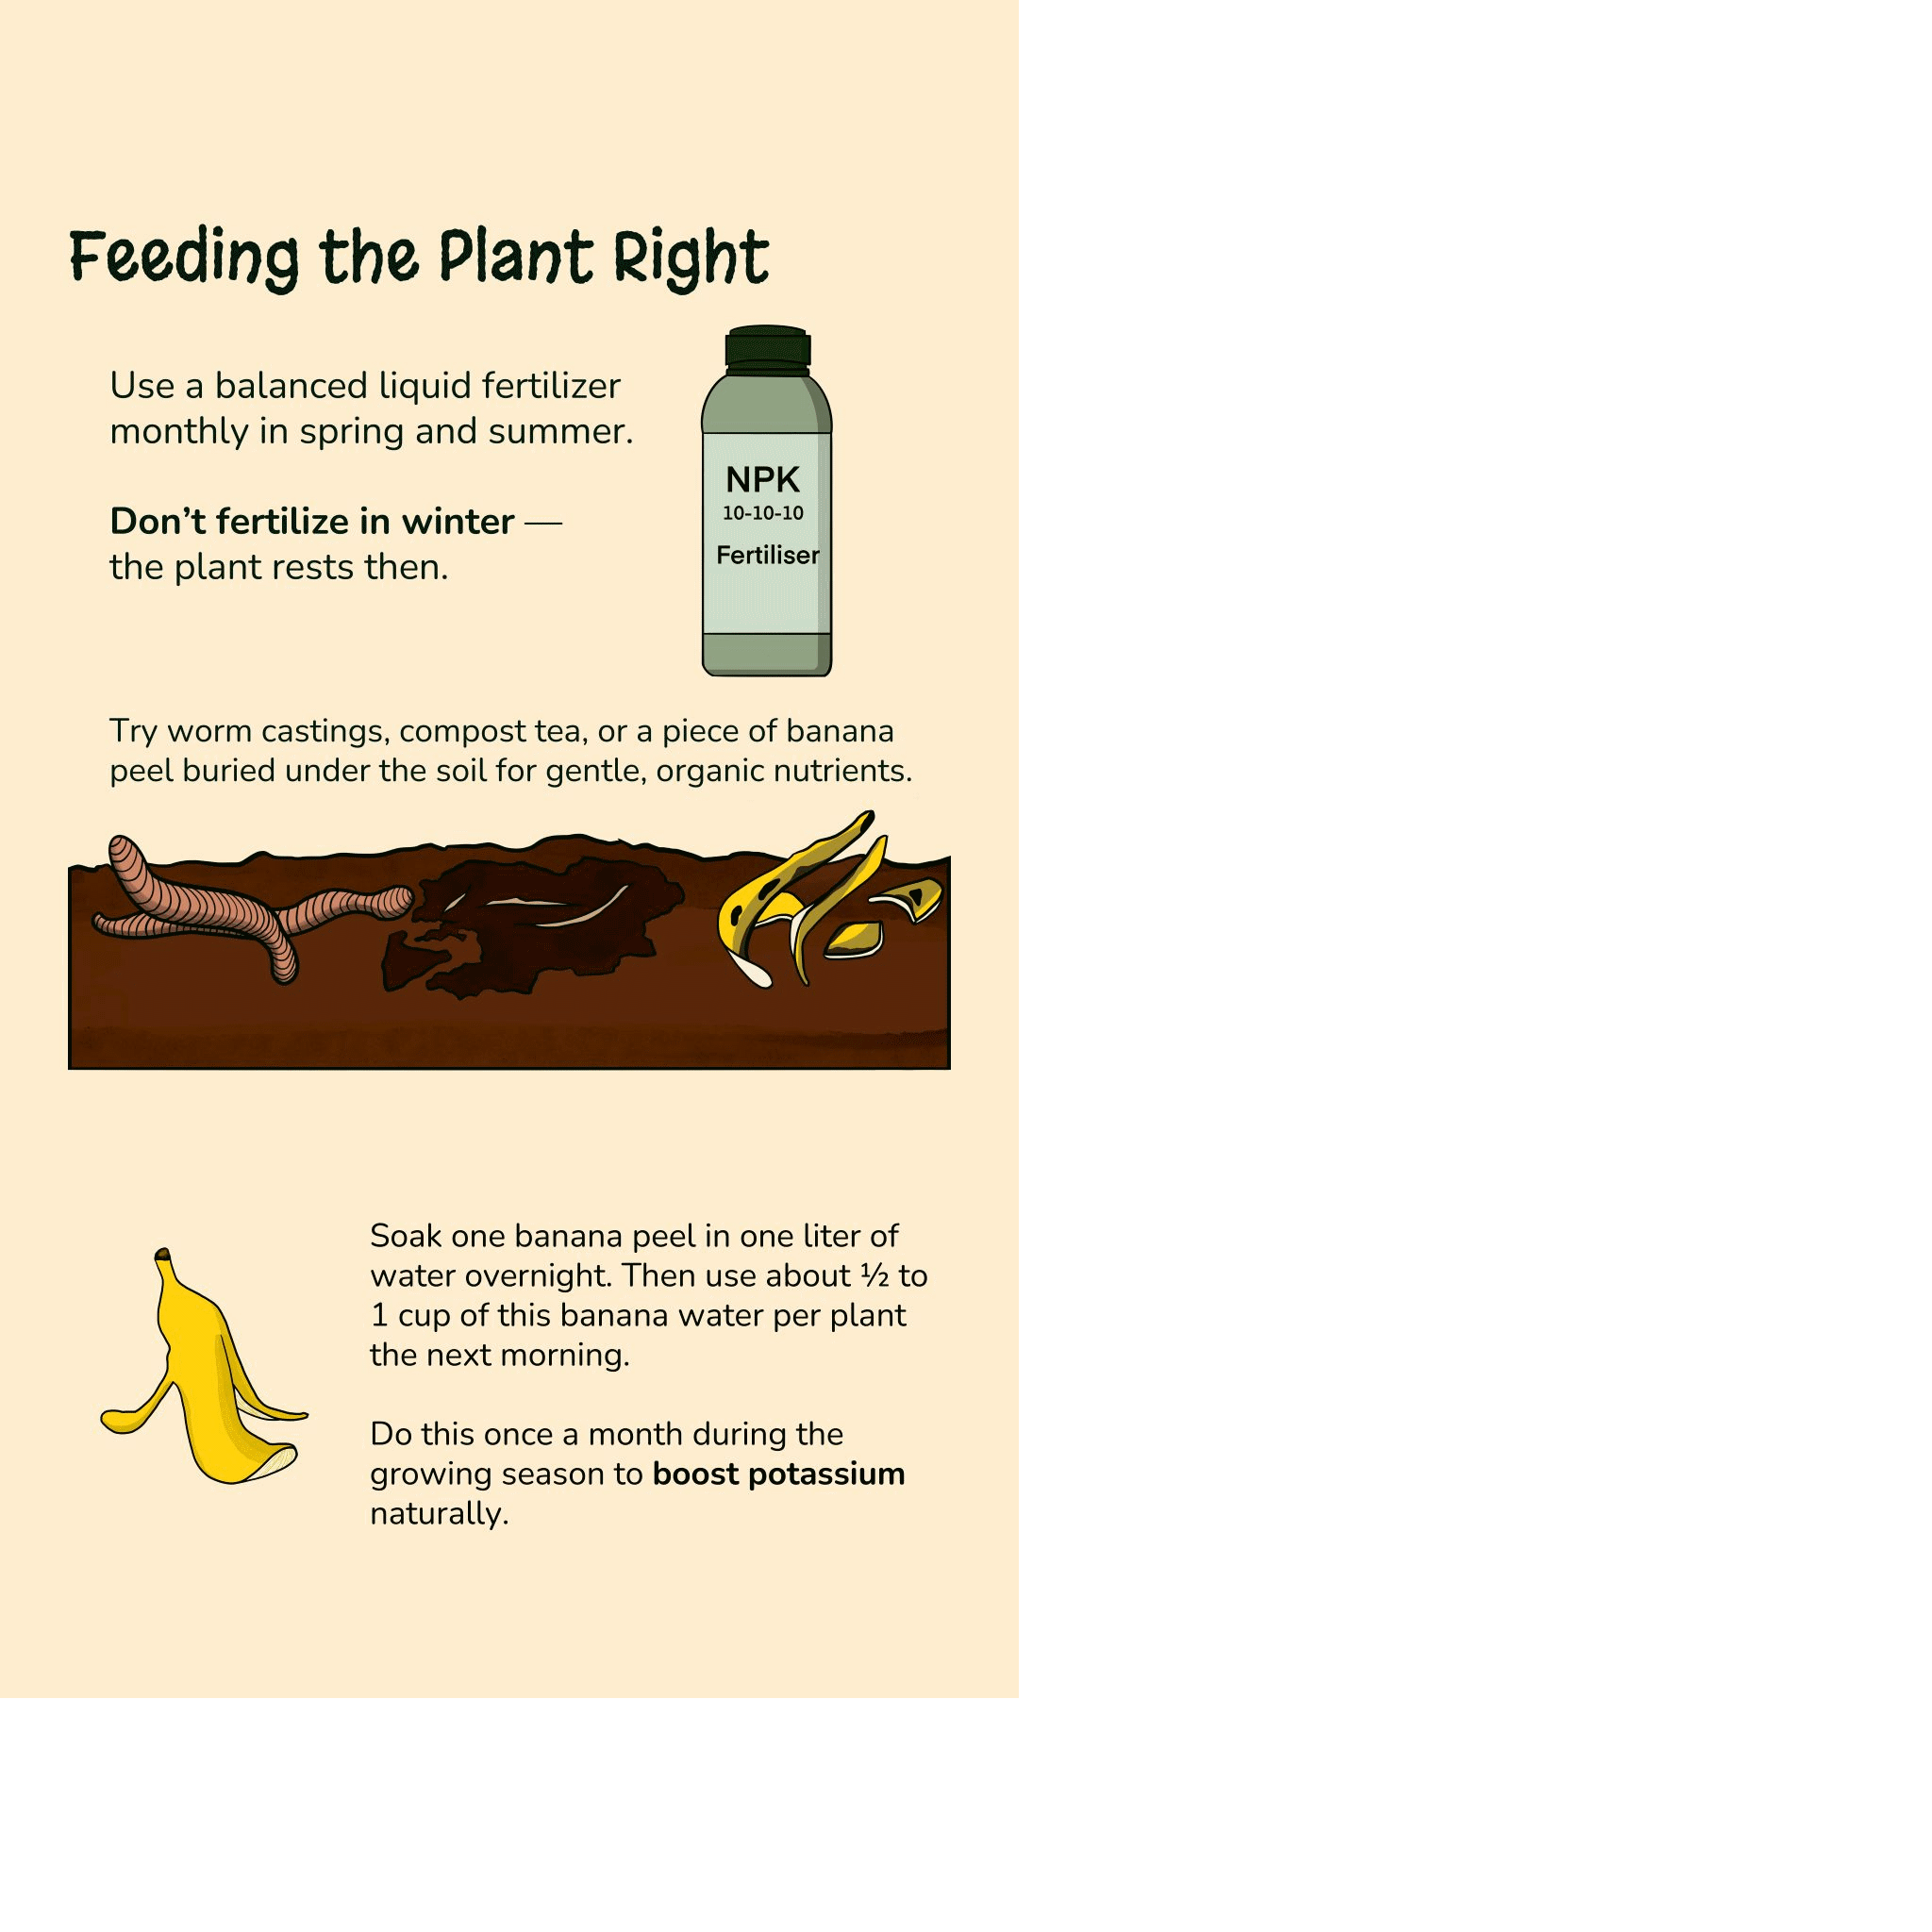 Feeding the Plant Right
Use a balanced liquid fertilizer
monthly in spring and summer.
Don’t fertilize in winter —
the plant rests then.
NPK
10-10-10
Fertiliser
Try worm castings, compost tea, or a piece of banana
peel buried under the soil for gentle, organic nutrients.
Soak one banana peel in one liter of
water overnight. Then use about ½ to
1 cup of this banana water per plant
the next morning.
Do this once a month during the
growing season to boost potassium
naturally.